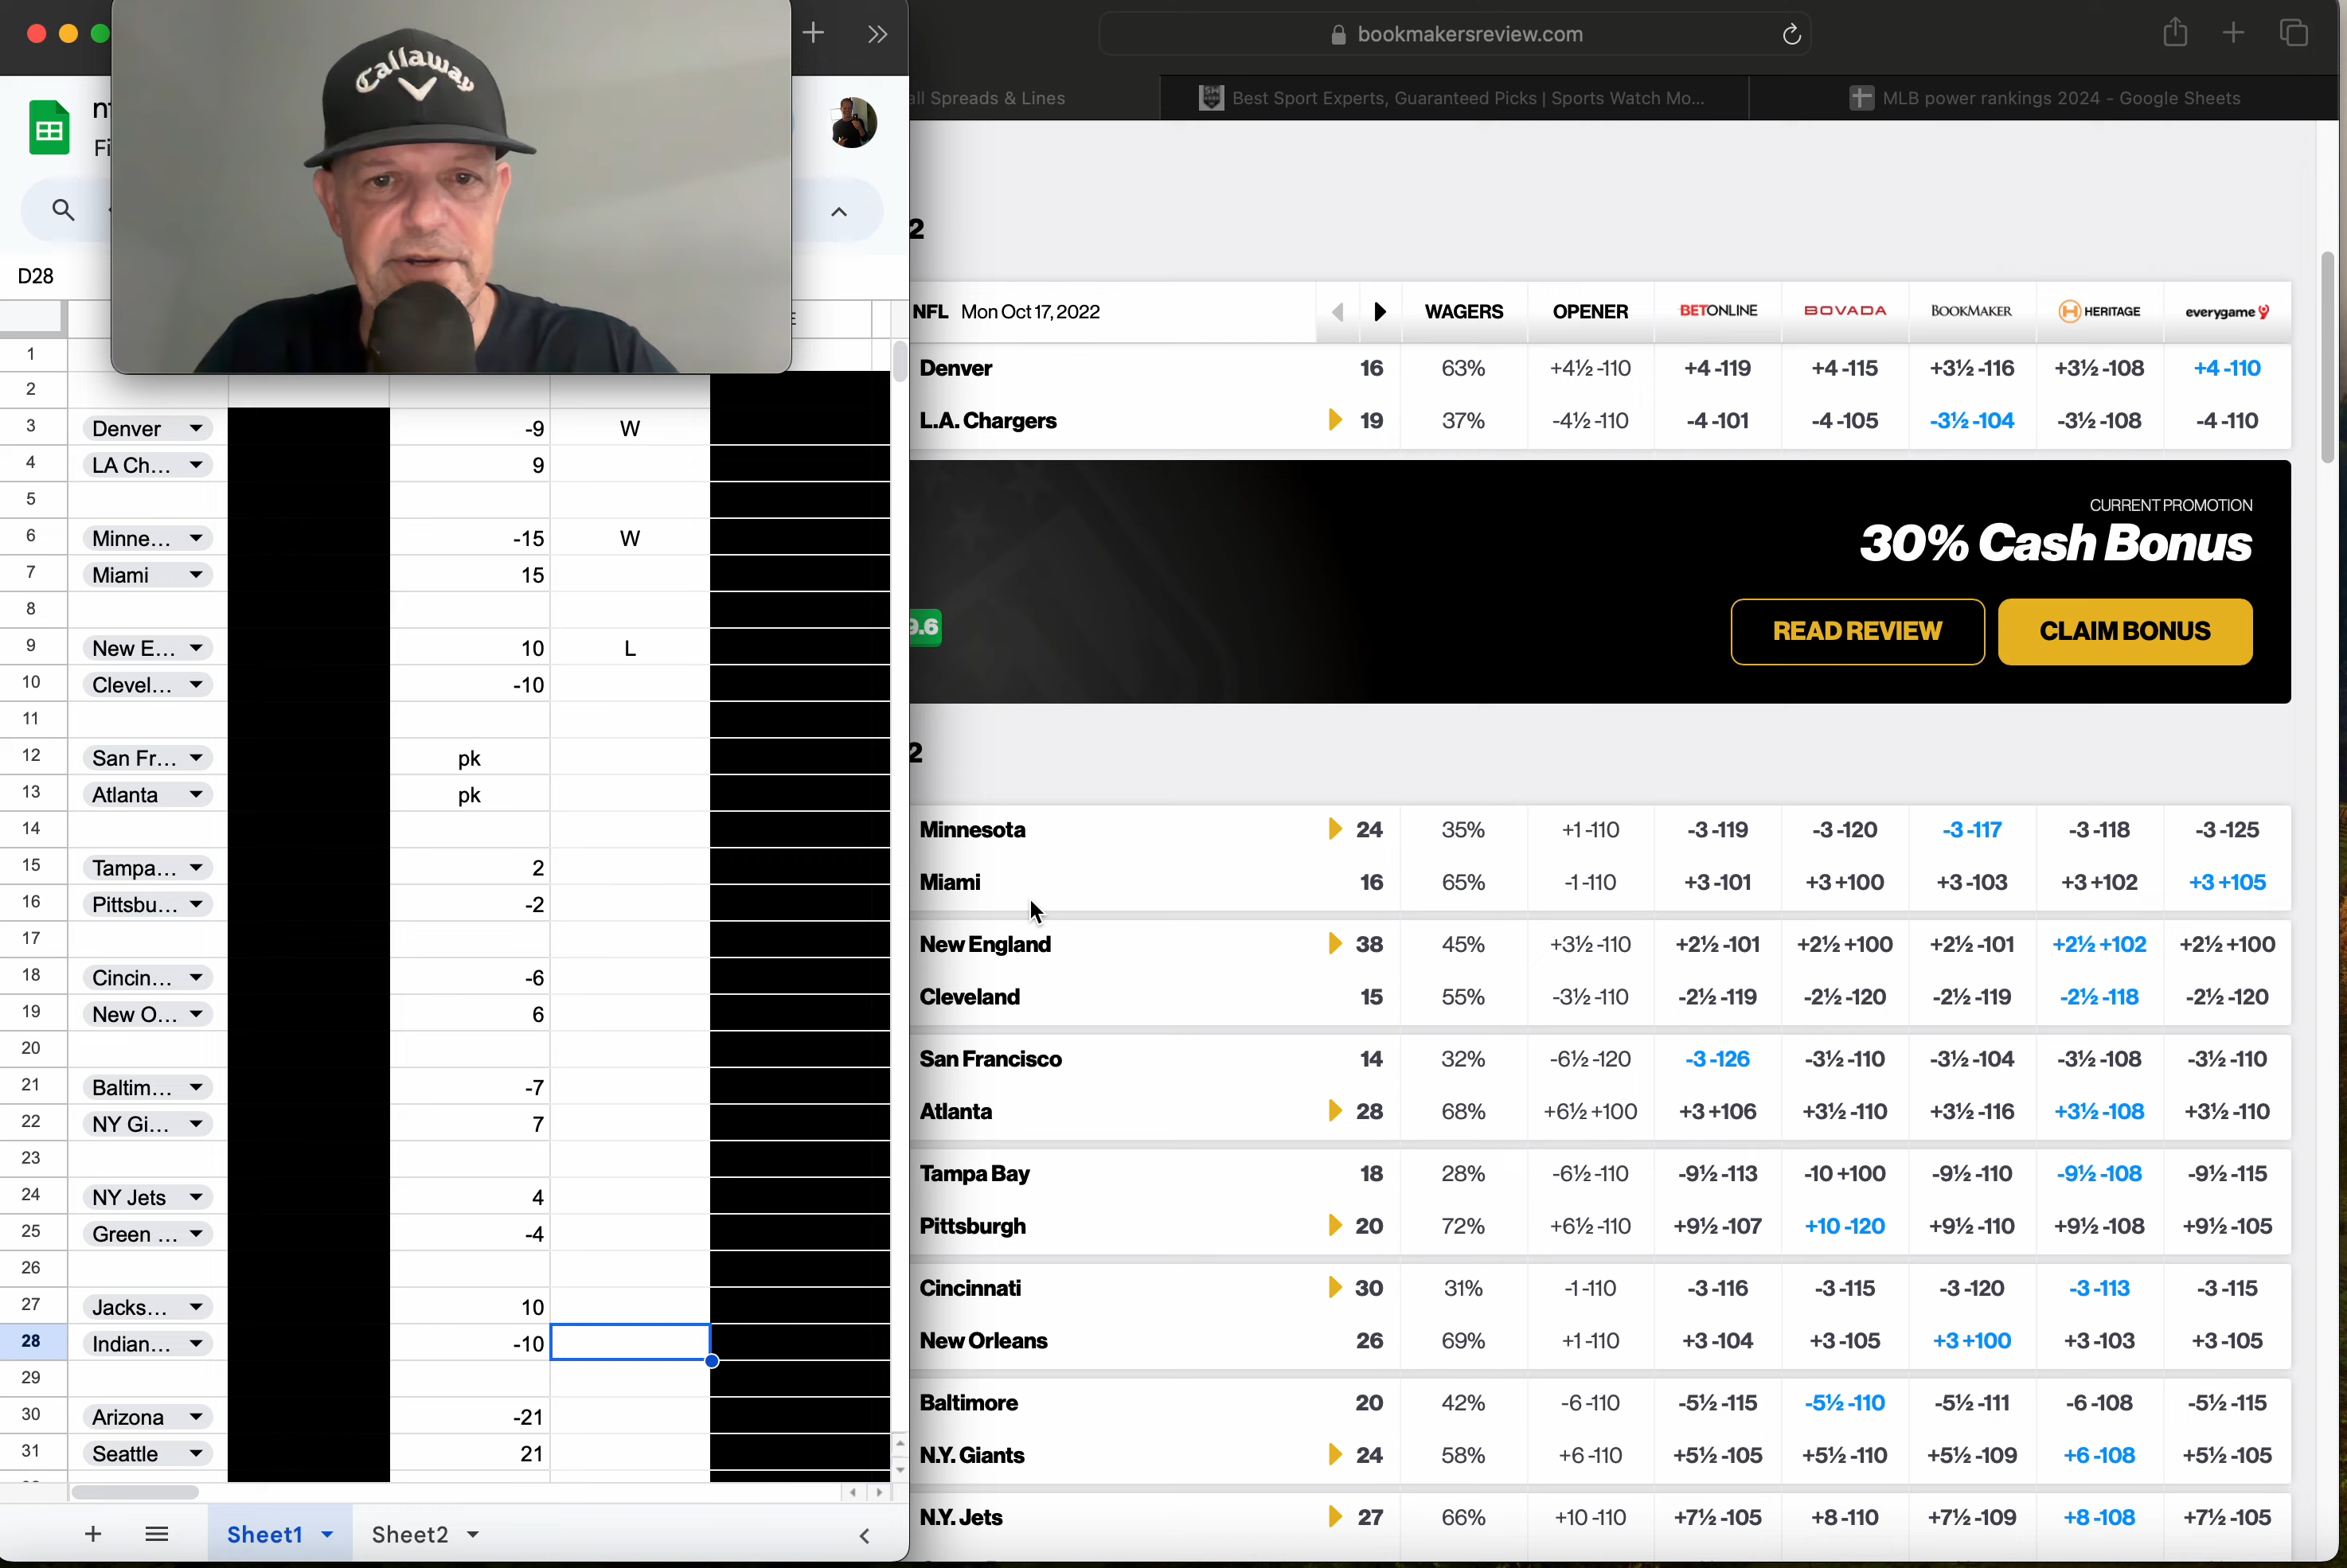 bookmakersreview.com
all Spreads & Lines
Best Sport Experts, Guaranteed Picks | Sports Watch Mo...
MLB power rankings 2024 - Google Sheets
Callaway
Fi
D28
1
2
3 Denver -9 W
4 LA Ch... 9
5
6 Minne... -15 W
7 Miami 15
8
9 New E... 10 L
10 Clevel... -10
11
12 San Fr... pk
13 Atlanta pk
14
15 Tampa... 2
16 Pittsbu... -2
17
18 Cincin... -6
19 New O... 6
20
21 Baltim... -7
22 NY Gi... 7
23
24 NY Jets 4
25 Green ... -4
26
27 Jacks... 10
28 Indian... -10
29
30 Arizona -21
31 Seattle 21
Sheet1 Sheet2
2
NFL Mon Oct 17, 2022 WAGERS OPENER BETONLINE BOVADA BOOKMAKER HERITAGE everygame
Denver 16 63% +4½ -110 +4 -119 +4 -115 +3½ -116 +3½ -108 +4 -110
L.A. Chargers 19 37% -4½ -110 -4 -101 -4 -105 -3½ -104 -3½ -108 -4 -110
CURRENT PROMOTION
30% Cash Bonus
9.6 READ REVIEW CLAIM BONUS
2
Minnesota 24 35% +1 -110 -3 -119 -3 -120 -3 -117 -3 -118 -3 -125
Miami 16 65% -1 -110 +3 -101 +3 +100 +3 -103 +3 +102 +3 +105
New England 38 45% +3½ -110 +2½ -101 +2½ +100 +2½ -101 +2½ +102 +2½ +100
Cleveland 15 55% -3½ -110 -2½ -119 -2½ -120 -2½ -119 -2½ -118 -2½ -120
San Francisco 14 32% -6½ -120 -3 -126 -3½ -110 -3½ -104 -3½ -108 -3½ -110
Atlanta 28 68% +6½ +100 +3 +106 +3½ -110 +3½ -116 +3½ -108 +3½ -110
Tampa Bay 18 28% -6½ -110 -9½ -113 -10 +100 -9½ -110 -9½ -108 -9½ -115
Pittsburgh 20 72% +6½ -110 +9½ -107 +10 -120 +9½ -110 +9½ -108 +9½ -105
Cincinnati 30 31% -1 -110 -3 -116 -3 -115 -3 -120 -3 -113 -3 -115
New Orleans 26 69% +1 -110 +3 -104 +3 -105 +3 +100 +3 -103 +3 -105
Baltimore 20 42% -6 -110 -5½ -115 -5½ -110 -5½ -111 -6 -108 -5½ -115
N.Y. Giants 24 58% +6 -110 +5½ -105 +5½ -110 +5½ -109 +6 -108 +5½ -105
N.Y. Jets 27 66% +10 -110 +7½ -105 +8 -110 +7½ -109 +8 -108 +7½ -105